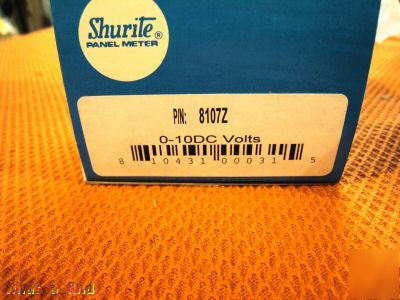 Shurite®
PANEL METER
P/N: 8107Z
0-10DC Volts
8 10431 00031 5